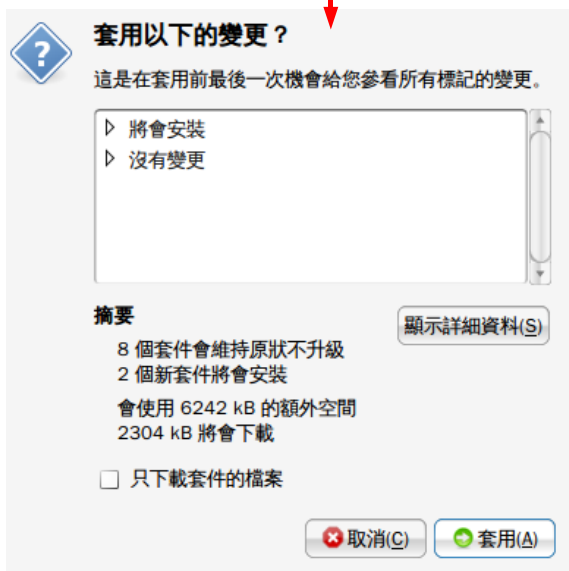 套用以下的變更？
這是在套用前最後一次機會給您參看所有標記的變更。
將會安裝
沒有變更
摘要
顯示詳細資料(S)
8 個套件會維持原狀不升級
2 個新套件將會安裝
會使用 6242 kB 的額外空間
2304 kB 將會下載
只下載套件的檔案
取消(C)
套用(A)